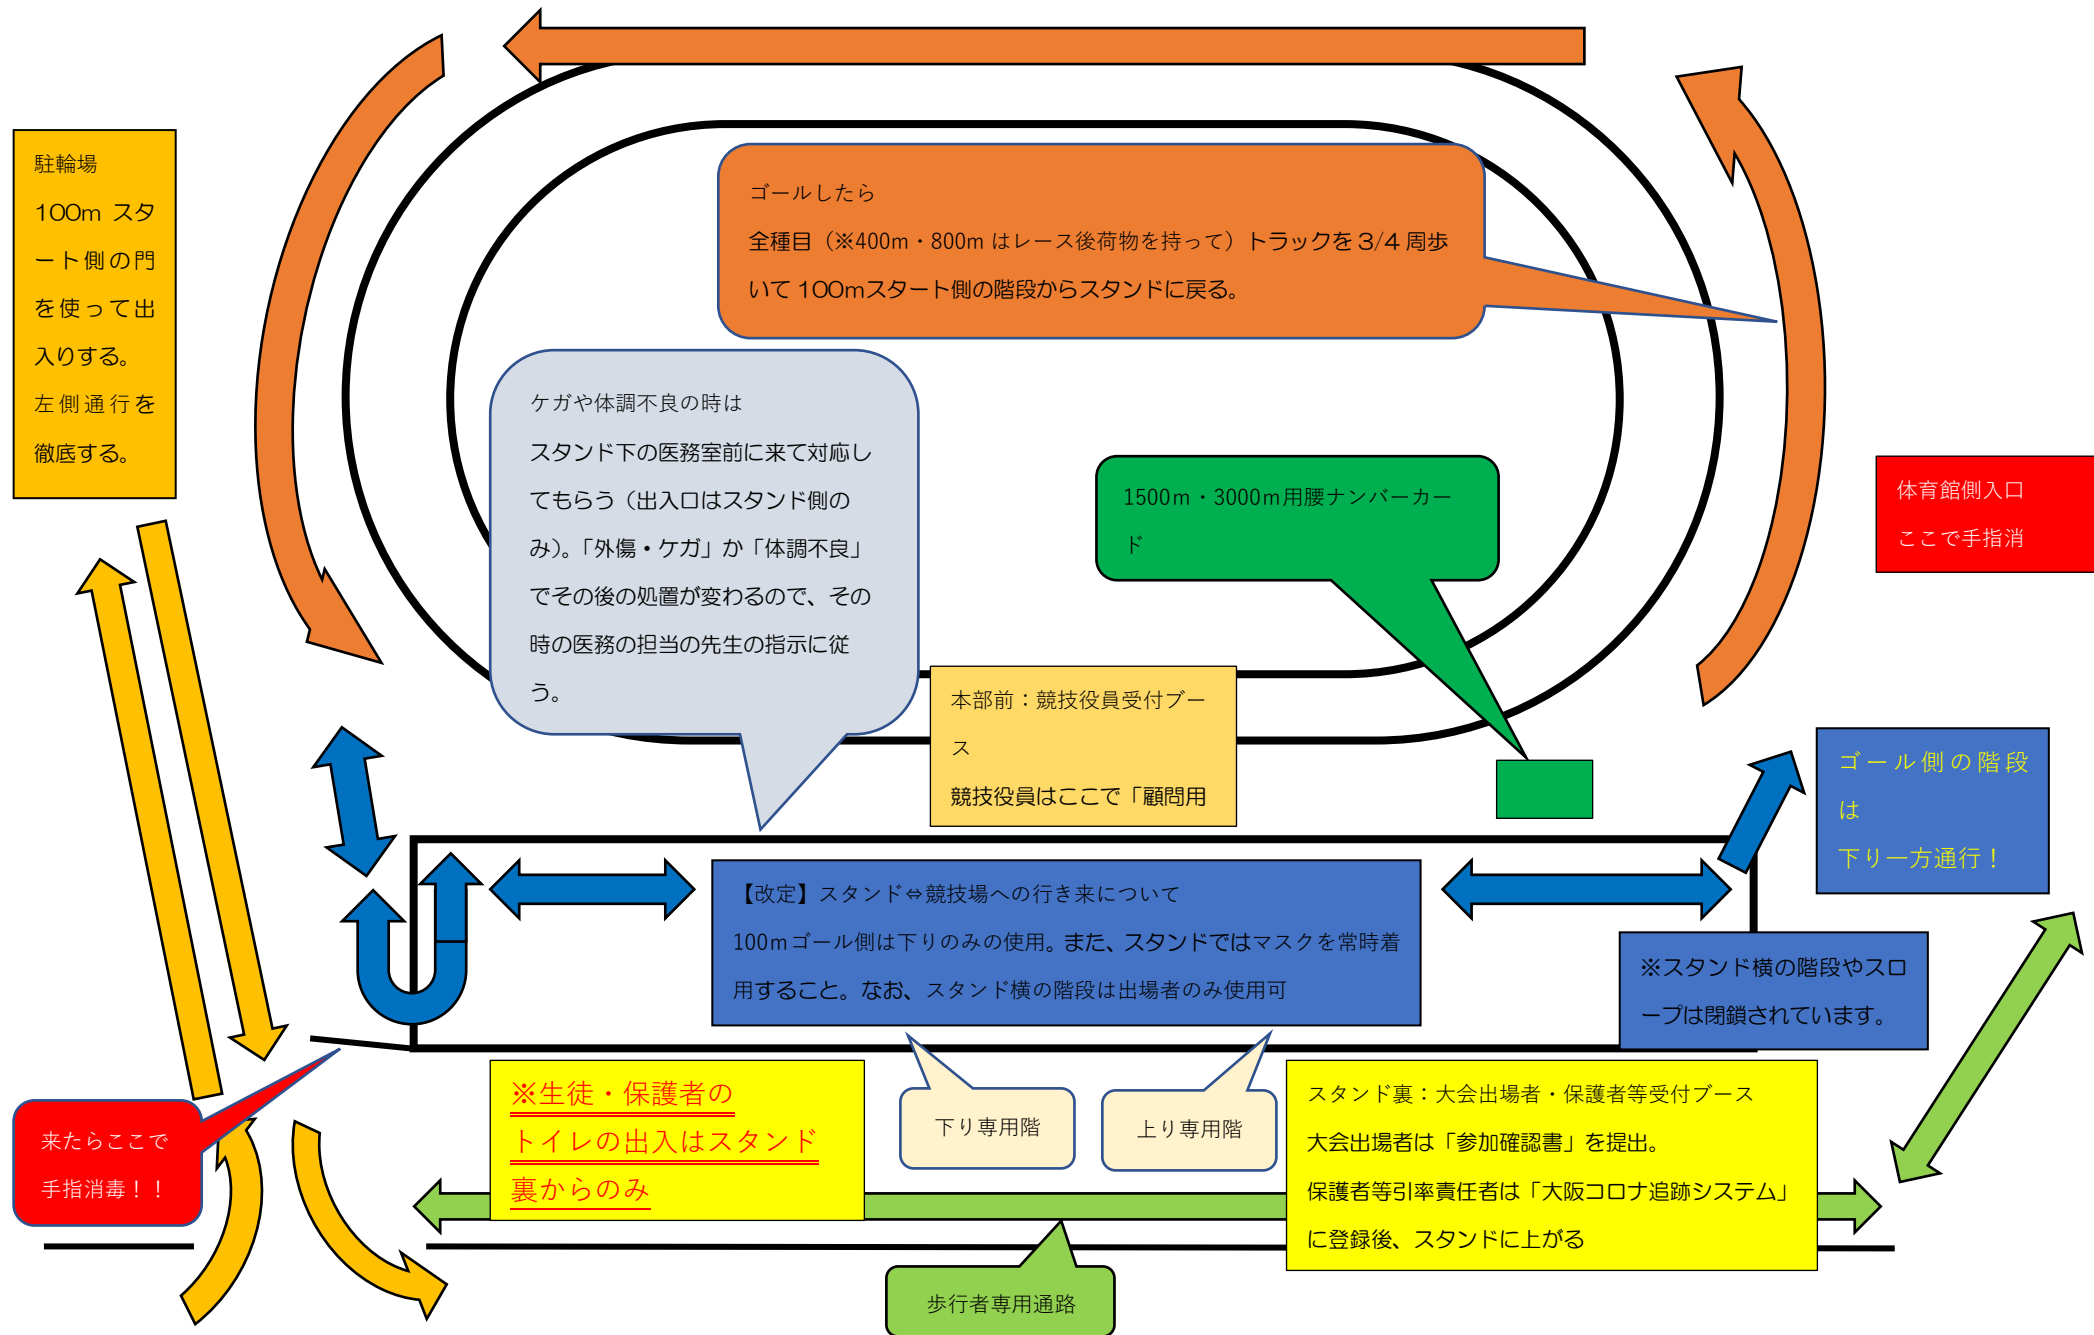 駐輪場
100m スタ
ート側の門
を使って出
入りする。
左側通行を
徹底する。
ゴールしたら
全種目（※400m・800m はレース後荷物を持って）トラックを 3/4 周歩
いて 100mスタート側の階段からスタンドに戻る。
ケガや体調不良の時は
スタンド下の医務室前に来て対応し
てもらう（出入口はスタンド側の
み）。「外傷・ケガ」か「体調不良」
でその後の処置が変わるので、その
時の医務の担当の先生の指示に従
う。
1500m・3000m用腰ナンバーカー
ド
体育館側入口
ここで手指消
本部前：競技役員受付ブー
ス
競技役員はここで「顧問用
ゴール側の階段
は
下り一方通行！
【改定】スタンド⇔競技場への行き来について
100mゴール側は下りのみの使用。また、スタンドではマスクを常時着
用すること。なお、スタンド横の階段は出場者のみ使用可
※スタンド横の階段やスロ
ープは閉鎖されています。
来たらここで
手指消毒！！
※生徒・保護者の
トイレの出入はスタンド
裏からのみ
下り専用階
上り専用階
スタンド裏：大会出場者・保護者等受付ブース
大会出場者は「参加確認書」を提出。
保護者等引率責任者は「大阪コロナ追跡システム」
に登録後、スタンドに上がる
歩行者専用通路